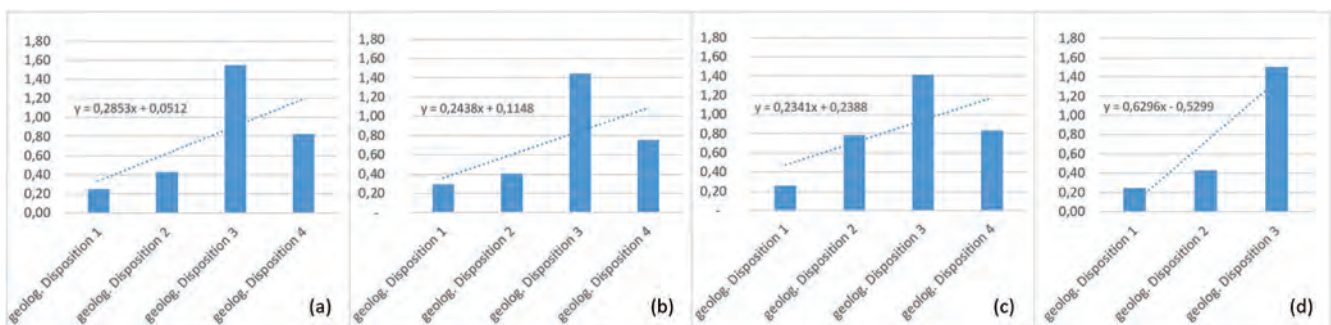 1,80
1,60
1,40
1,20
1,00
0,80
0,60
0,40
0,20
0,00
y = 0,2853x + 0,0512
geolog. Disposition 1
geolog. Disposition 2
geolog. Disposition 3
geolog. Disposition 4
(a)
1,80
1,60
1,40
1,20
1,00
0,80
0,60
0,40
0,20
-
y = 0,2438x + 0,1148
geolog. Disposition 1
geolog. Disposition 2
geolog. Disposition 3
geolog. Disposition 4
(b)
1,80
1,60
1,40
1,20
1,00
0,80
0,60
0,40
0,20
-
y = 0,2341x + 0,2388
geolog. Disposition 1
geolog. Disposition 2
geolog. Disposition 3
geolog. Disposition 4
(c)
1,80
1,60
1,40
1,20
1,00
0,80
0,60
0,40
0,20
0,00
y = 0,6296x - 0,5299
geolog. Disposition 1
geolog. Disposition 2
geolog. Disposition 3
(d)